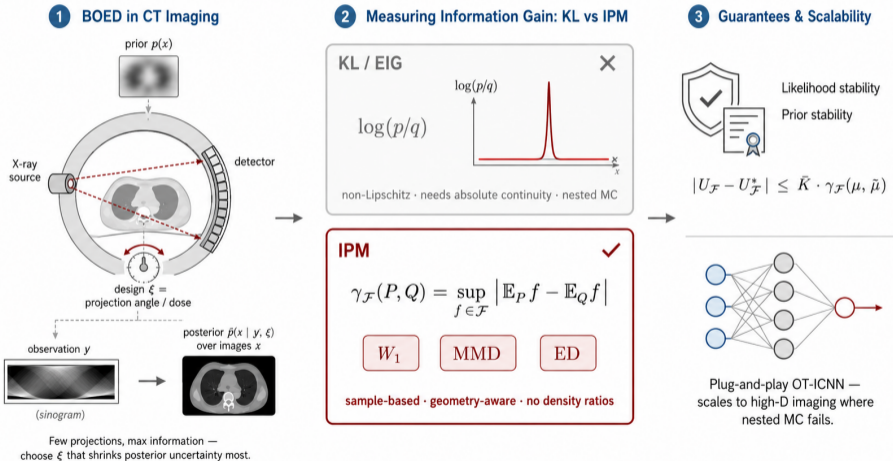 1 BOED in CT Imaging
prior p(x)
X-ray
source
detector
design ξ =
projection angle / dose
observation y
(sinogram)
posterior p̃(x | y, ξ)
over images x
Few projections, max information —
choose ξ that shrinks posterior uncertainty most.
2 Measuring Information Gain: KL vs IPM
KL / EIG
log(p/q)
log(p/q)
x
non-Lipschitz · needs absolute continuity · nested MC
IPM
γ_ℱ(P, Q) = sup_{f∈ℱ} |𝔼_P f − 𝔼_Q f|
W₁
MMD
ED
sample-based · geometry-aware · no density ratios
3 Guarantees & Scalability
Likelihood stability
Prior stability
|U_ℱ − U*_ℱ| ≤ K̄ · γ_ℱ(μ, μ̃)
Plug-and-play OT-ICNN —
scales to high-D imaging where
nested MC fails.